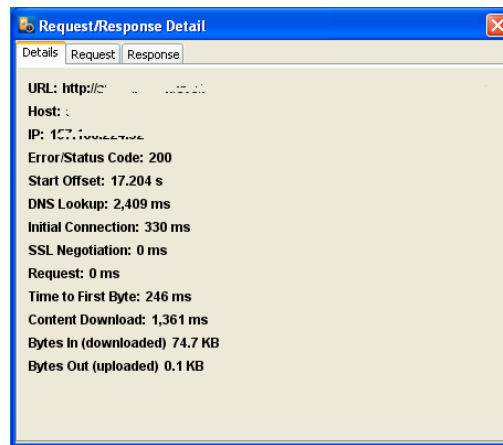 Request/Response Detail
Details Request Response
URL: http://
Host:
IP:
Error/Status Code: 200
Start Offset: 17.204 s
DNS Lookup: 2,409 ms
Initial Connection: 330 ms
SSL Negotiation: 0 ms
Request: 0 ms
Time to First Byte: 246 ms
Content Download: 1,361 ms
Bytes In (downloaded) 74.7 KB
Bytes Out (uploaded) 0.1 KB